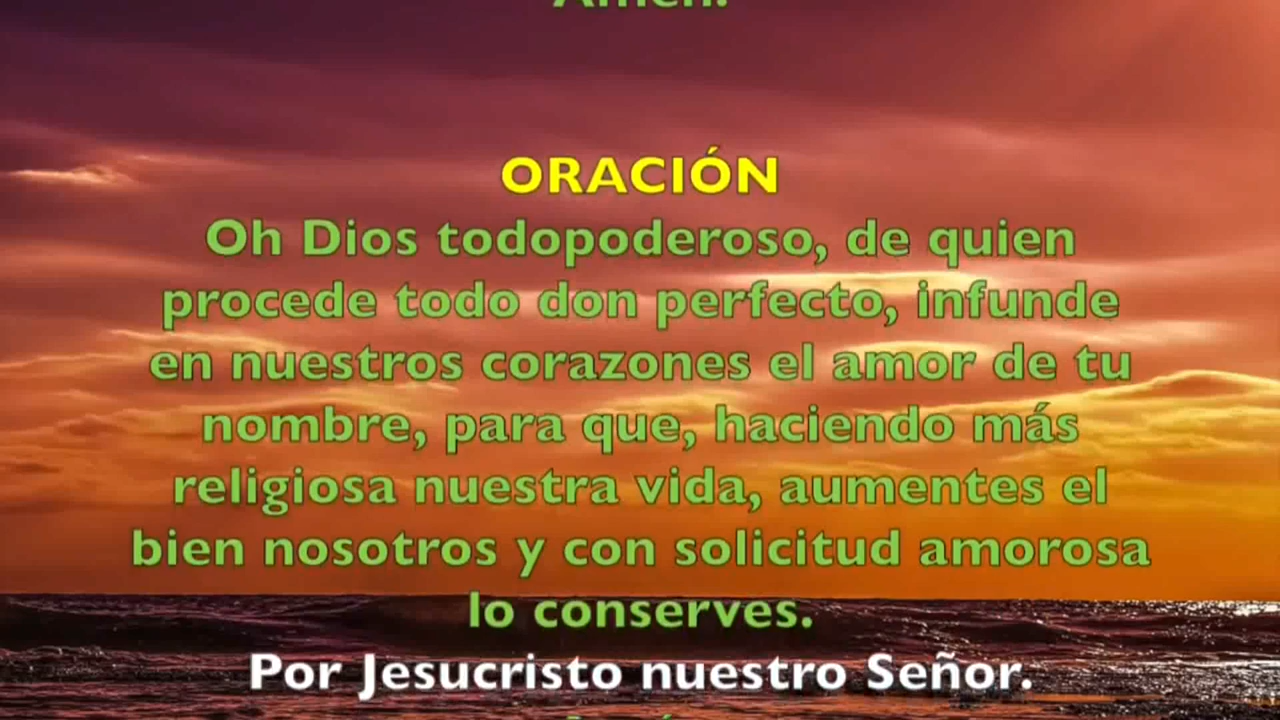 Amén.
ORACIÓN
Oh Dios todopoderoso, de quien
procede todo don perfecto, infunde
en nuestros corazones el amor de tu
nombre, para que, haciendo más
religiosa nuestra vida, aumentes el
bien nosotros y con solicitud amorosa
lo conserves.
Por Jesucristo nuestro Señor.